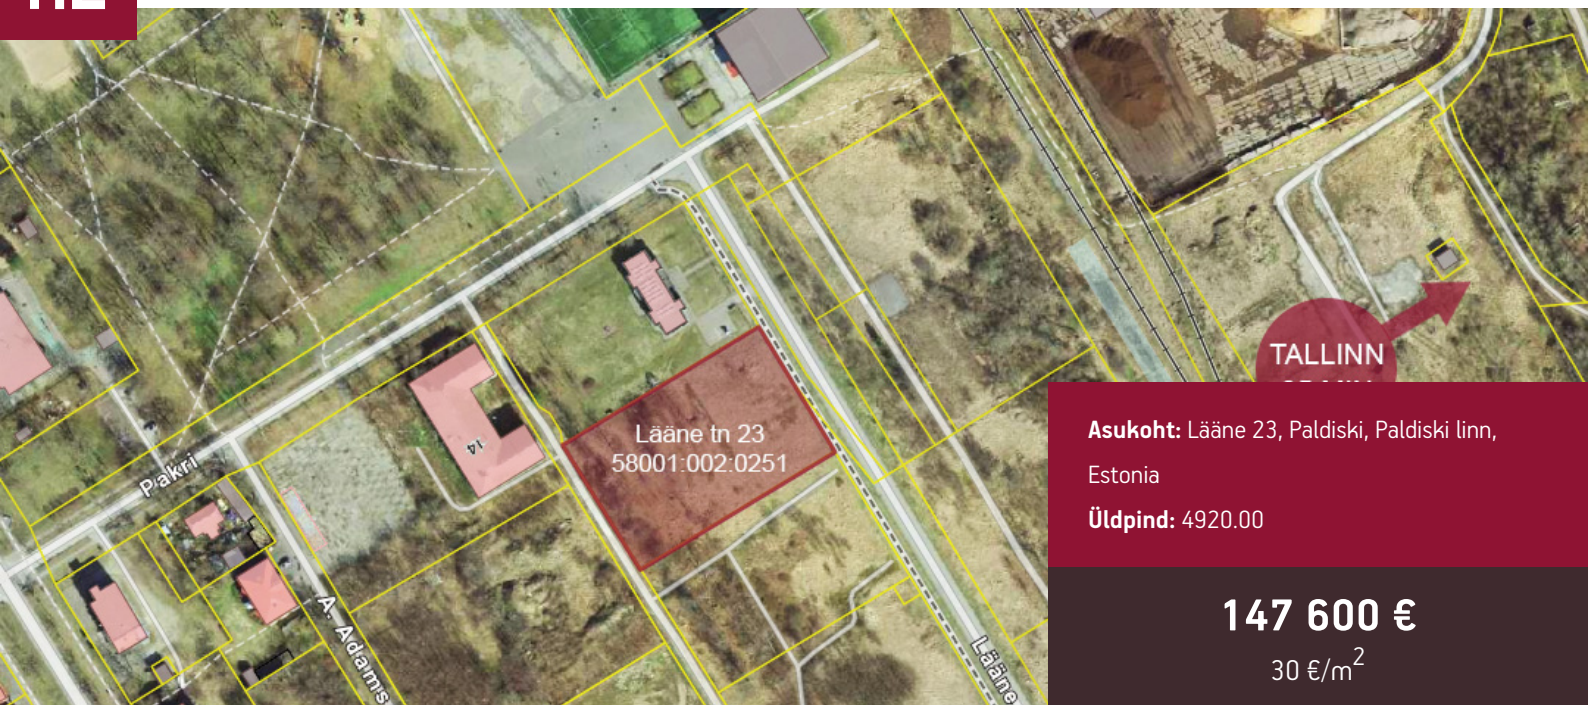 TALLINN
Lääne tn 23
58001:002:0251
14
Pakri
A. Adams
Lääne
Asukoht: Lääne 23, Paldiski, Paldiski linn,
Estonia
Üldpind: 4920.00
147 600 €
30 €/m²